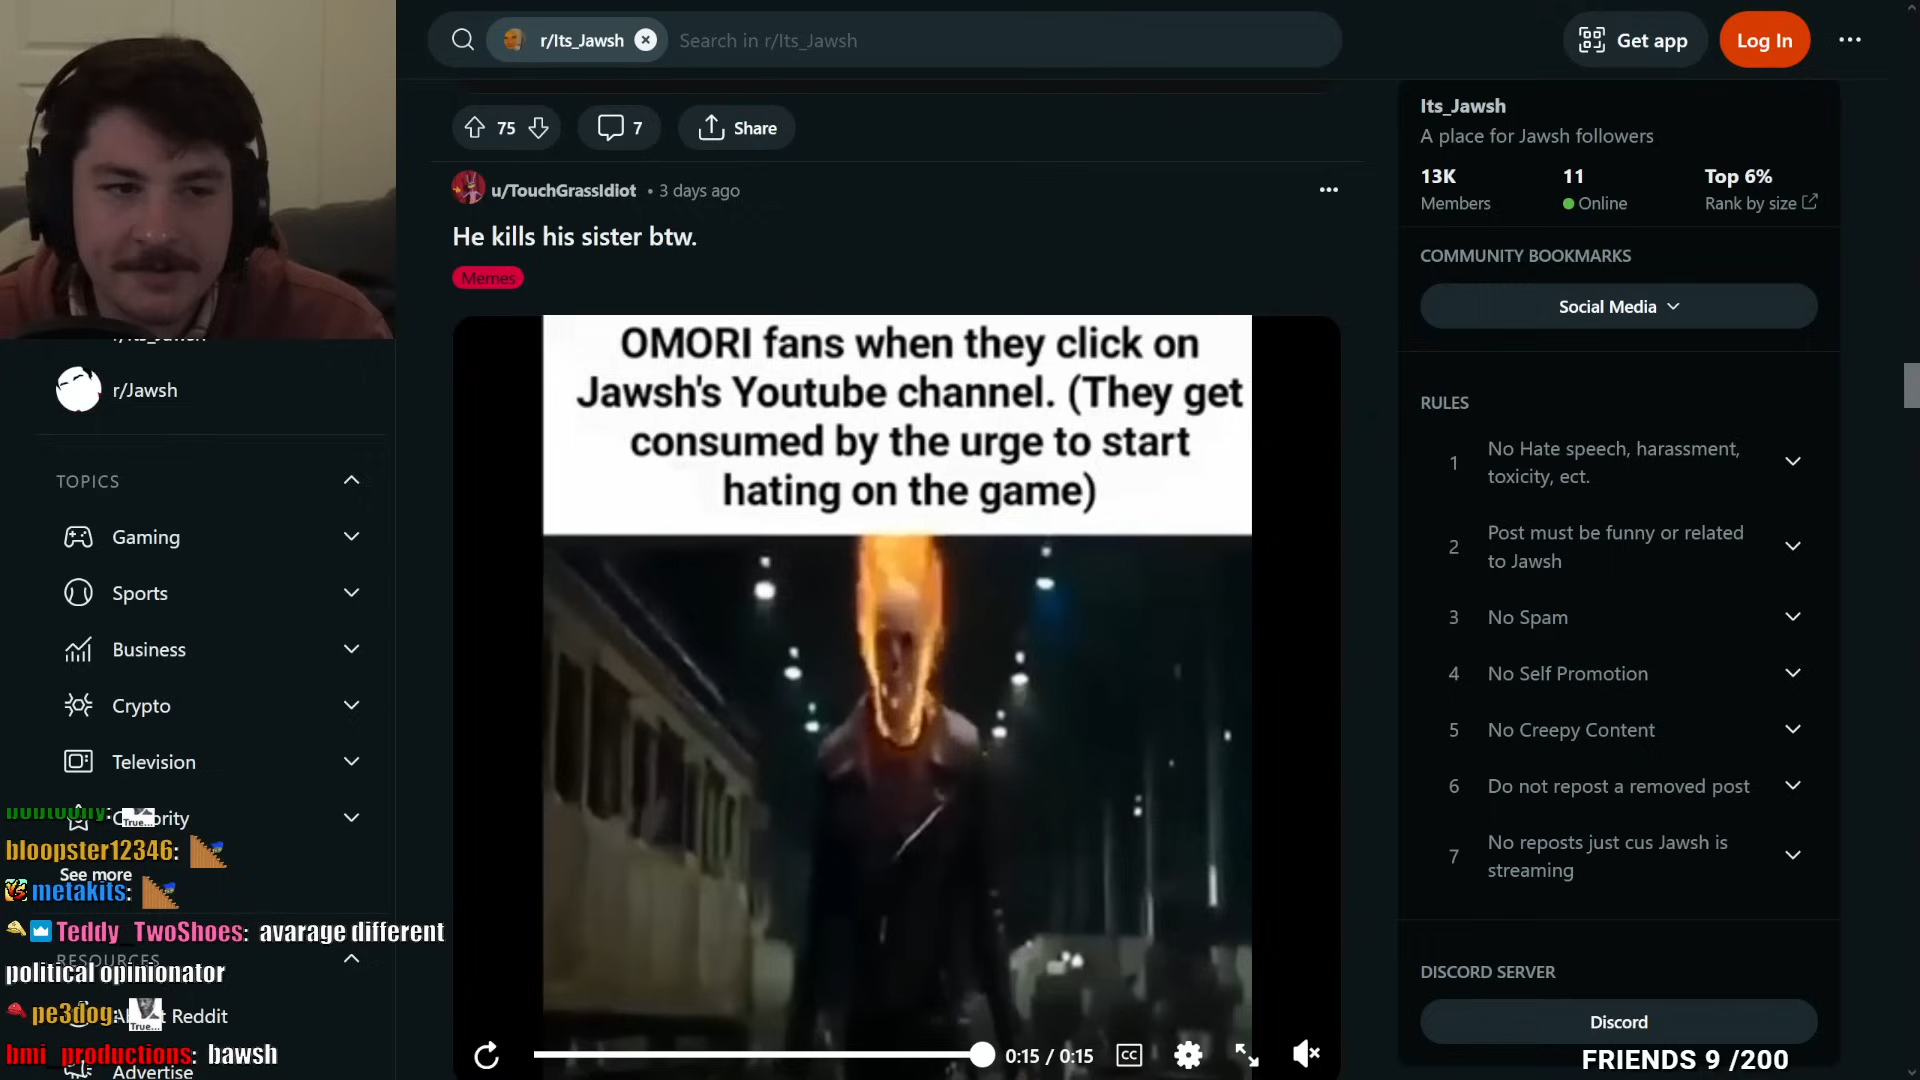 r/Its_Jawsh
Search in r/Its_Jawsh
Get app
Log In
75
7
Share
u/TouchGrassIdiot • 3 days ago
He kills his sister btw.
Memes
OMORI fans when they click on
Jawsh's Youtube channel. (They get
consumed by the urge to start
hating on the game)
0:15 / 0:15
CC
r/Jawsh
TOPICS
Gaming
Sports
Business
Crypto
Television
True...
bloopster12346:
See more
metakits:
Teddy_TwoShoes: avarage different
political opinionator
RESOURCES
pe3dog:
True...
Reddit
bmi_productions: bawsh
Advertise
Its_Jawsh
A place for Jawsh followers
13K
Members
11
Online
Top 6%
Rank by size
COMMUNITY BOOKMARKS
Social Media
RULES
1
No Hate speech, harassment,
toxicity, ect.
2
Post must be funny or related
to Jawsh
3
No Spam
4
No Self Promotion
5
No Creepy Content
6
Do not repost a removed post
7
No reposts just cus Jawsh is
streaming
DISCORD SERVER
Discord
FRIENDS 9 /200